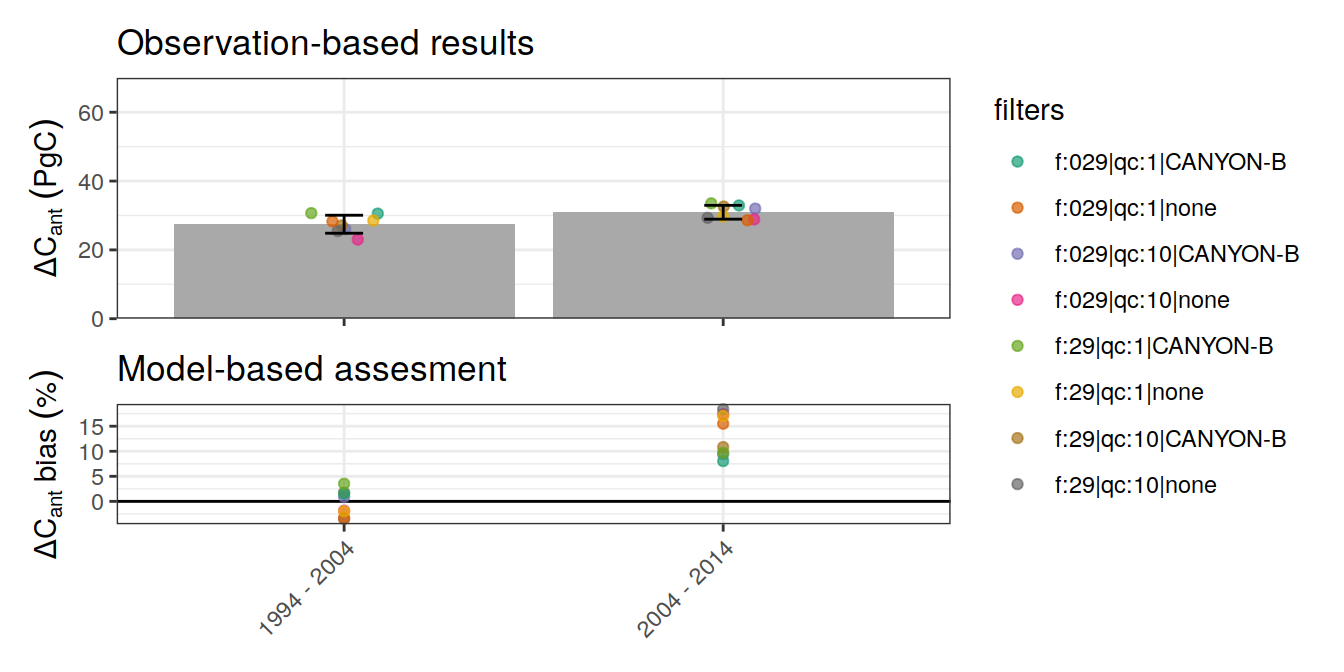 Observation-based results
ΔCant (PgC)
60
40
20
0
Model-based assesment
ΔCant bias (%)
15
10
5
0
1994 - 2004
2004 - 2014
filters
f:029|qc:1|CANYON-B
f:029|qc:1|none
f:029|qc:10|CANYON-B
f:029|qc:10|none
f:29|qc:1|CANYON-B
f:29|qc:1|none
f:29|qc:10|CANYON-B
f:29|qc:10|none